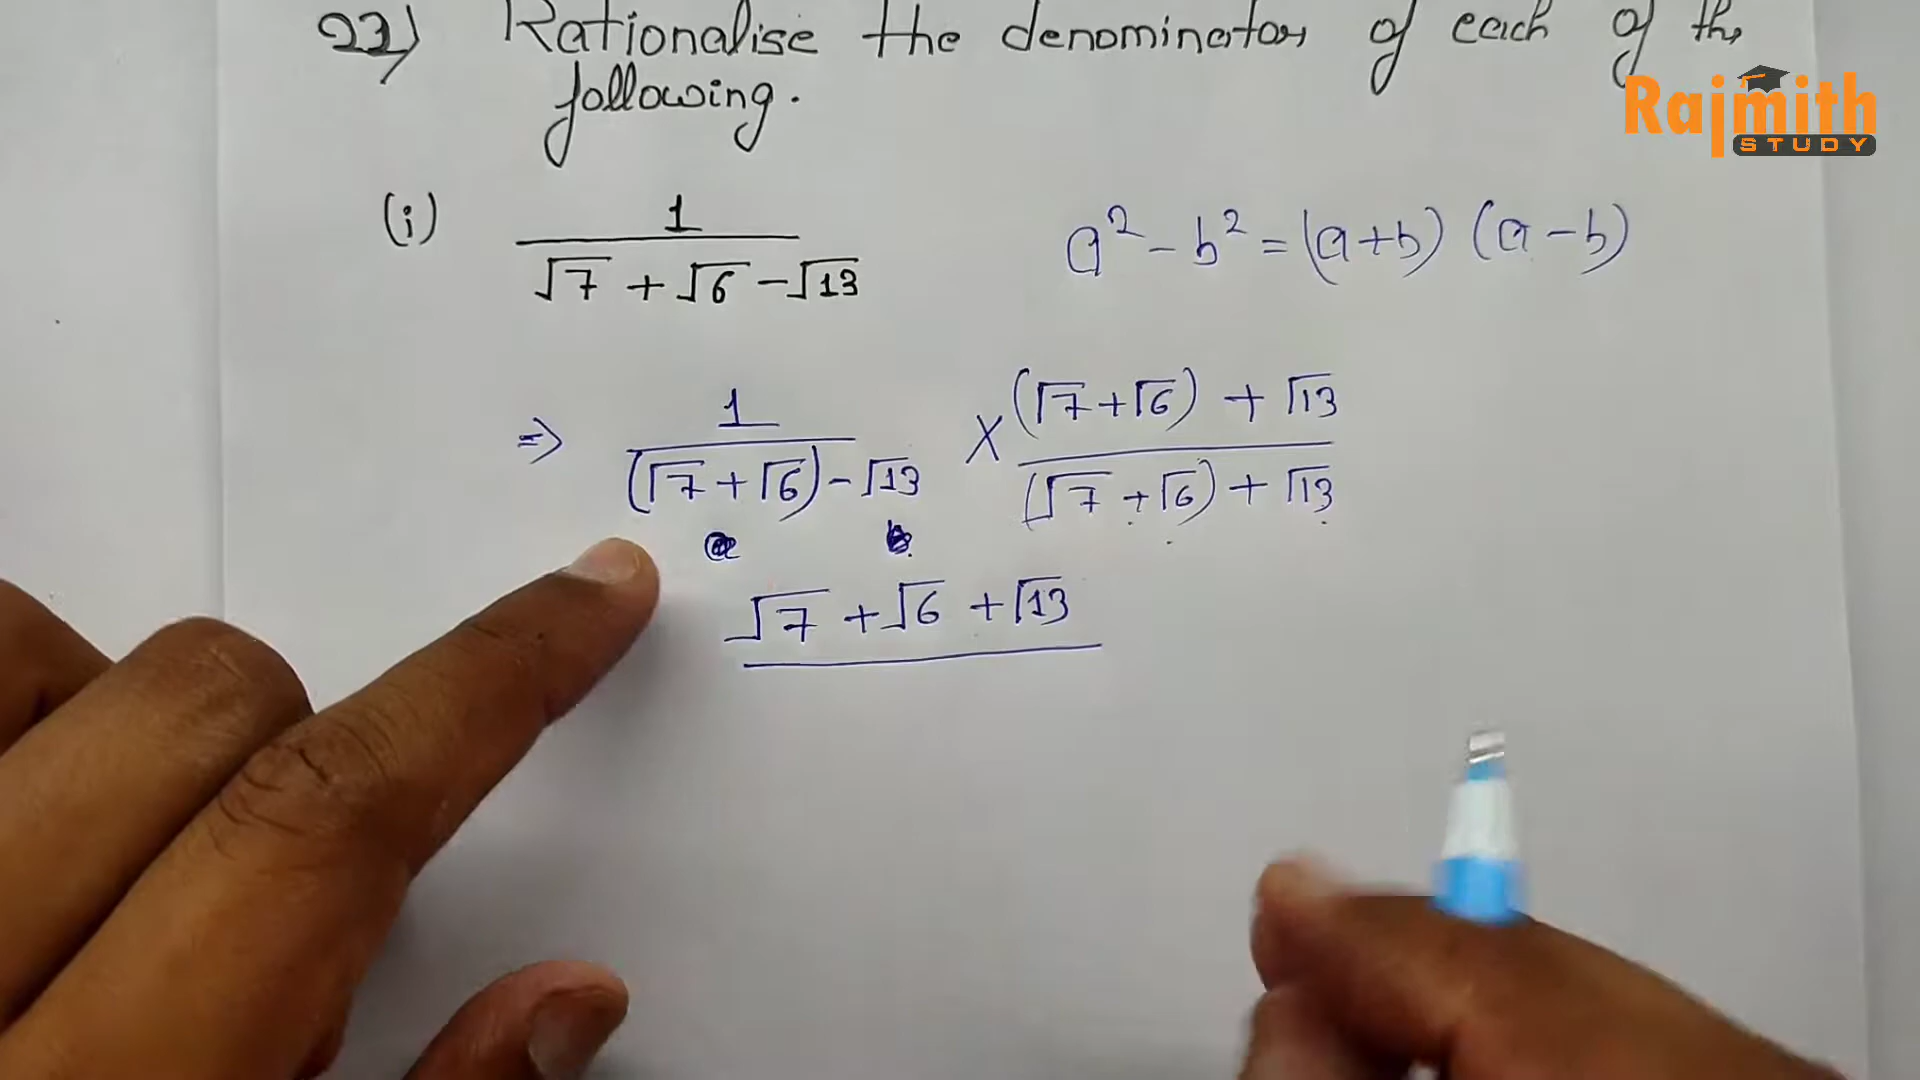 23) Rationalise the denominator of each of the
following.
Rajmith
STUDY
(i) 1 / (√7 + √6 - √13)
a² - b² = (a+b) (a-b)
⇒ 1 / ((√7+√6) - √13) × ((√7+√6) + √13) / ((√7+√6) + √13)
a b
√7 + √6 + √13